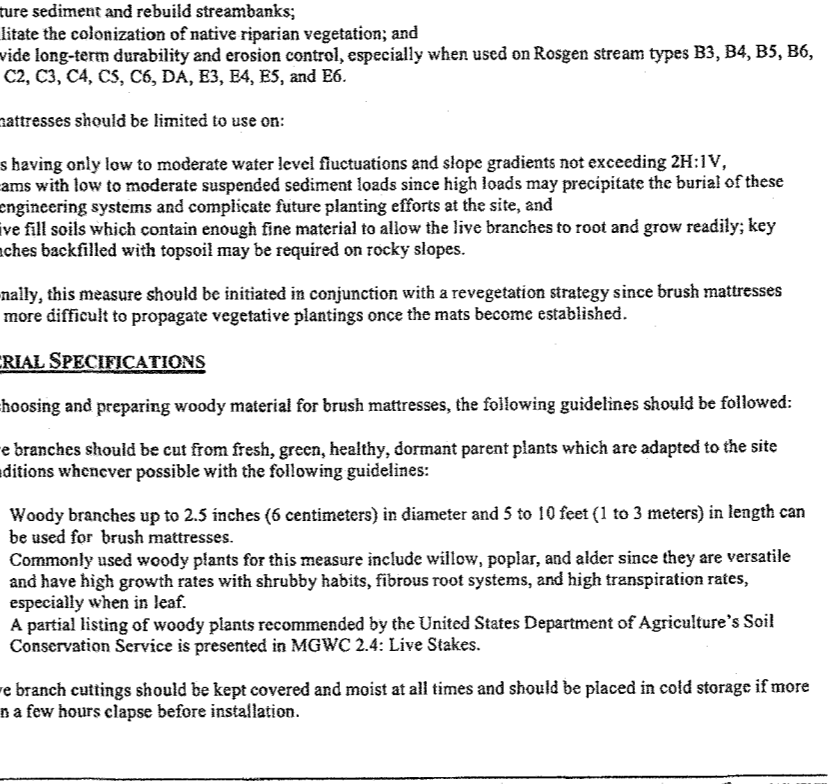 ture sediment and rebuild streambanks;
litate the colonization of native riparian vegetation; and
vide long-term durability and erosion control, especially when used on Rosgen stream types B3, B4, B5, B6,
C2, C3, C4, C5, C6, DA, E3, E4, E5, and E6.
nattresses should be limited to use on:
s having only low to moderate water level fluctuations and slope gradients not exceeding 2H:1V,
ams with low to moderate suspended sediment loads since high loads may precipitate the burial of these
engineering systems and complicate future planting efforts at the site, and
ive fill soils which contain enough fine material to allow the live branches to root and grow readily; key
ches backfilled with topsoil may be required on rocky slopes.
nally, this measure should be initiated in conjunction with a revegetation strategy since brush mattresses
more difficult to propagate vegetative plantings once the mats become established.
ERIAL SPECIFICATIONS
hoosing and preparing woody material for brush mattresses, the following guidelines should be followed:
e branches should be cut from fresh, green, healthy, dormant parent plants which are adapted to the site
ditions whenever possible with the following guidelines:
Woody branches up to 2.5 inches (6 centimeters) in diameter and 5 to 10 feet (1 to 3 meters) in length can
be used for brush mattresses.
Commonly used woody plants for this measure include willow, poplar, and alder since they are versatile
and have high growth rates with shrubby habits, fibrous root systems, and high transpiration rates,
especially when in leaf.
A partial listing of woody plants recommended by the United States Department of Agriculture's Soil
Conservation Service is presented in MGWC 2.4: Live Stakes.
e branch cuttings should be kept covered and moist at all times and should be placed in cold storage if more
n a few hours elapse before installation.